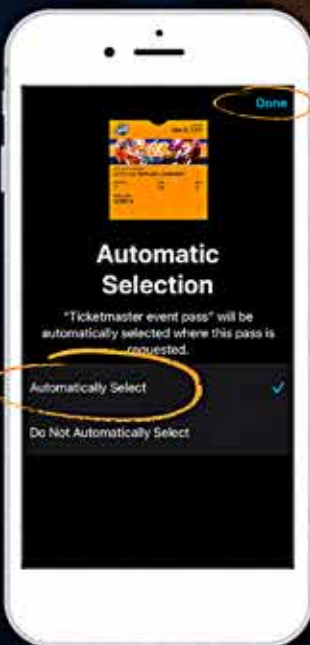 Done
Automatic
Selection
"Ticketmaster event pass" will be
automatically selected where this pass is
requested.
Automatically Select
Do Not Automatically Select